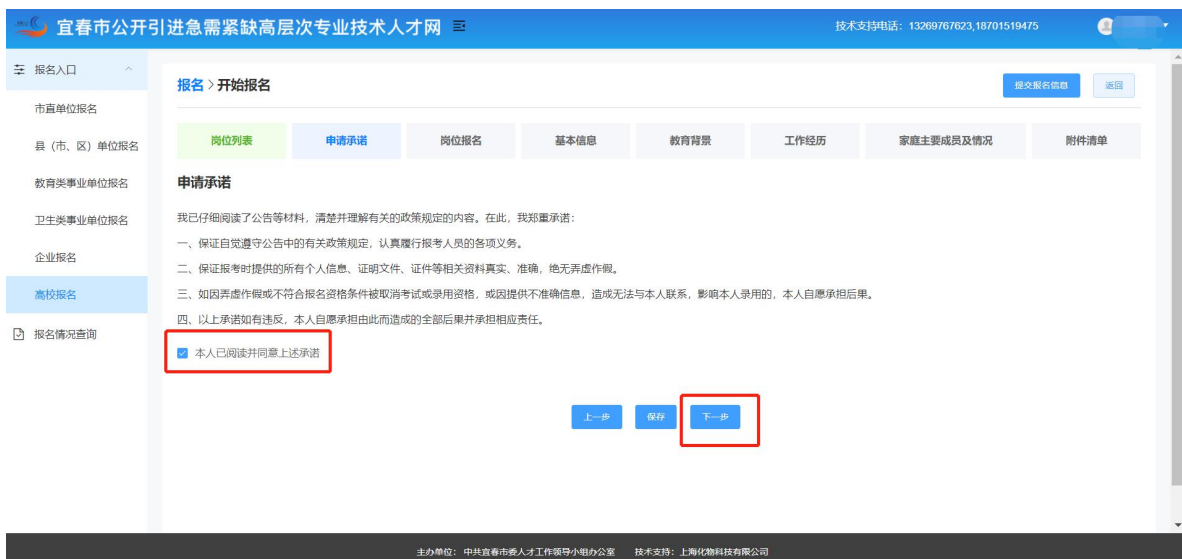 宜春市公开引进急需紧缺高层次专业技术人才网
技术支持电话：13269767623,18701519475
报名入口
市直单位报名
县（市、区）单位报名
教育类事业单位报名
卫生类事业单位报名
企业报名
高校报名
报名情况查询
报名 > 开始报名
提交报名信息
返回
岗位列表
申请承诺
岗位报名
基本信息
教育背景
工作经历
家庭主要成员及情况
附件清单
申请承诺
我已仔细阅读了公告等材料，清楚并理解有关的政策规定的内容。在此，我郑重承诺：
一、保证自觉遵守公告中的有关政策规定，认真履行报考人员的各项义务。
二、保证报考时提供的所有个人信息、证明文件、证件等相关资料真实、准确，绝无弄虚作假。
三、如因弄虚作假或不符合报名资格条件被取消考试或录用资格，或因提供不准确信息，造成无法与本人联系，影响本人录用的，本人自愿承担后果。
四、以上承诺如有违反，本人自愿承担由此而造成的全部后果并承担相应责任。
本人已阅读并同意上述承诺
上一步
保存
下一步
主办单位：中共宜春市委人才工作领导小组办公室 技术支持：上海化物科技有限公司